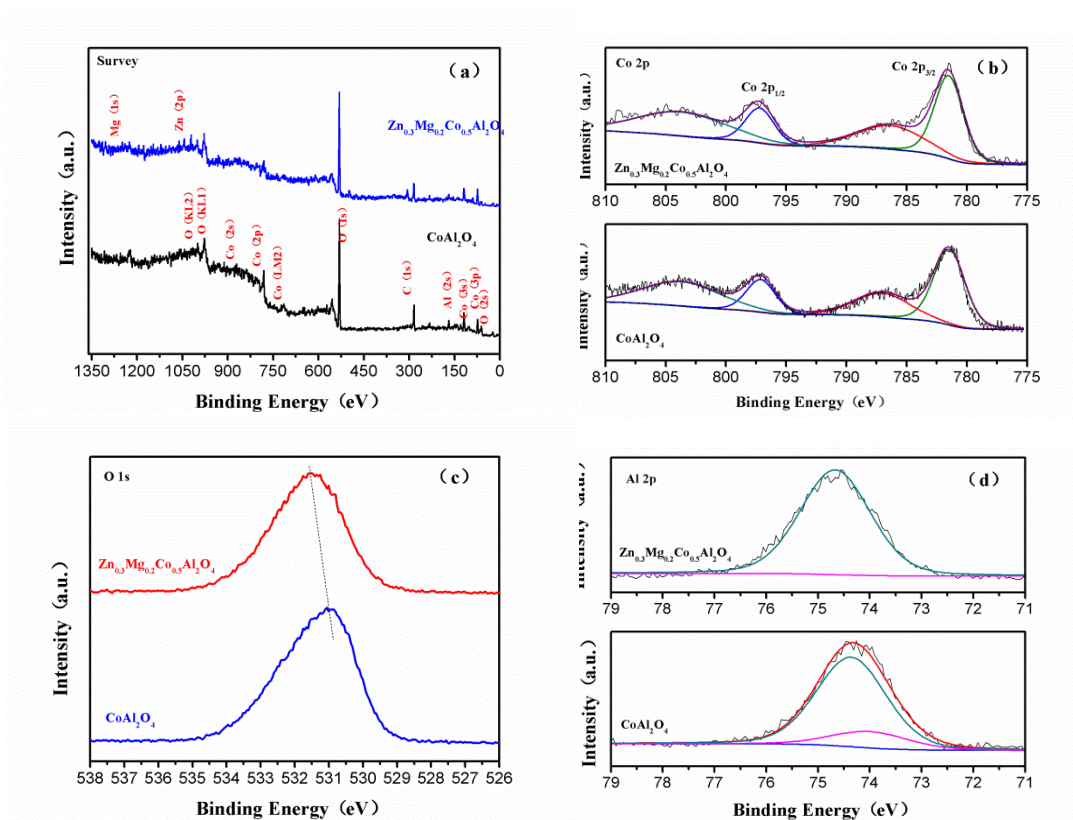 Survey
(a)
Mg (1s)
Zn (2p)
Zn0.3Mg0.2Co0.5Al2O4
O (KL2)
O (KL1)
Co (2s)
Co (2p)
Co (LM2)
O (1s)
CoAl2O4
C (1s)
Al (2s)
Co (3s)
Co (3p)
O (2s)
Intensity (a.u.)
1350 1200 1050 900 750 600 450 300 150 0
Binding Energy (eV)
Co 2p
(b)
Co 2p3/2
Co 2p1/2
Intensity (a.u.)
Zn0.3Mg0.2Co0.5Al2O4
810 805 800 795 790 785 780 775
Intensity (a.u.)
CoAl2O4
810 805 800 795 790 785 780 775
Binding Energy (eV)
O 1s
(c)
Zn0.3Mg0.2Co0.5Al2O4
CoAl2O4
Intensity (a.u.)
538 537 536 535 534 533 532 531 530 529 528 527 526
Binding Energy (eV)
Al 2p
(d)
Intensity (a.u.)
Zn0.3Mg0.2Co0.5Al2O4
79 78 77 76 75 74 73 72 71
Intensity (a.u.)
CoAl2O4
79 78 77 76 75 74 73 72 71
Binding Energy (eV)